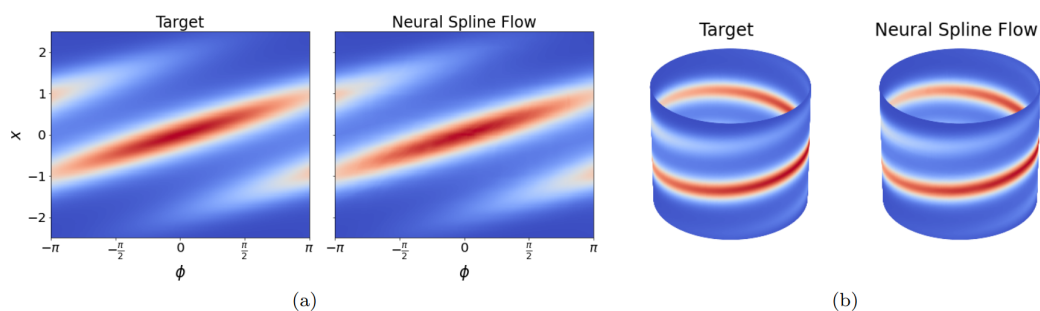 Target
Neural Spline Flow
Target
Neural Spline Flow
2
1
0
−1
−2
x
−π
−π/2
0
π/2
π
−π
−π/2
0
π/2
π
ϕ
ϕ
(a)
(b)